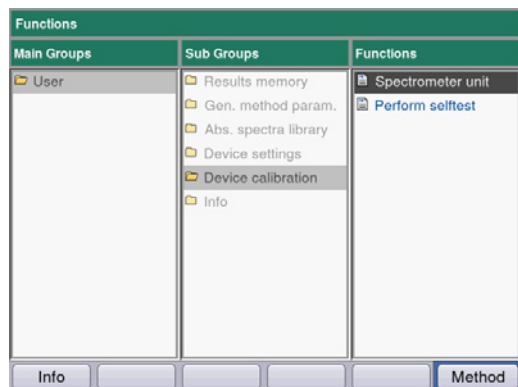 Functions
Main Groups
Sub Groups
Functions
User
Results memory
Gen. method param.
Abs. spectra library
Device settings
Device calibration
Info
Spectrometer unit
Perform selftest
Info
Method